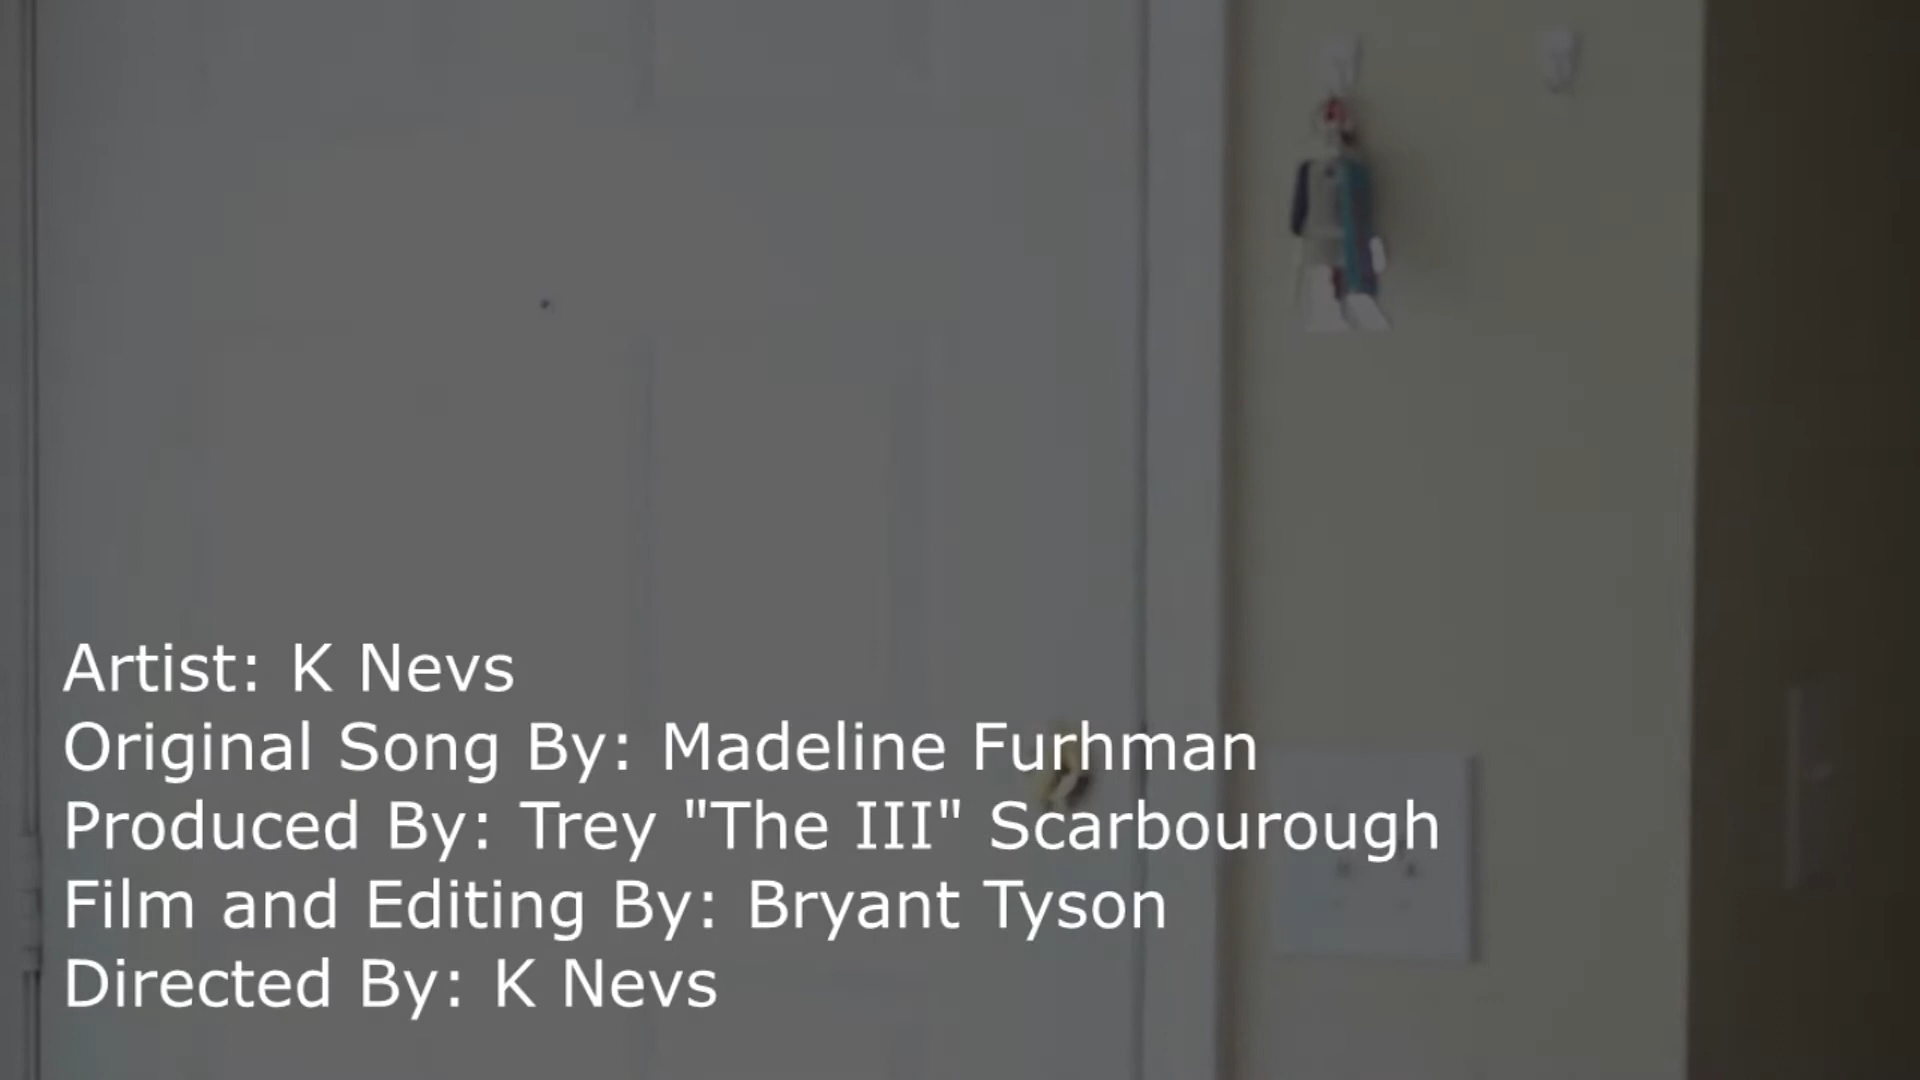 Artist: K Nevs
Original Song By: Madeline Furhman
Produced By: Trey "The III" Scarbourough
Film and Editing By: Bryant Tyson
Directed By: K Nevs